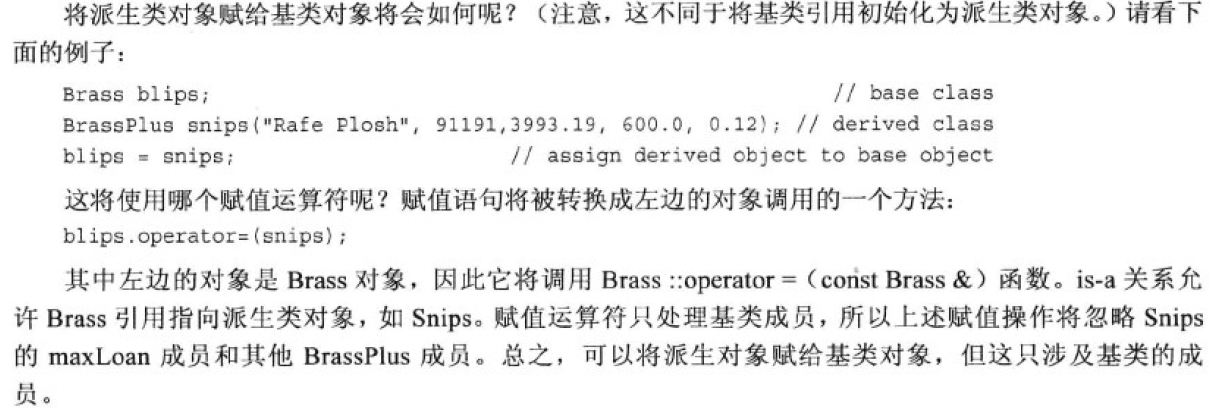 将派生类对象赋给基类对象将会如何呢?(注意,这不同于将基类引用初始化为派生类对象。)请看下
面的例子:
Brass blips; // base class
BrassPlus snips("Rafe Plosh", 91191,3993.19, 600.0, 0.12); // derived class
blips = snips; // assign derived object to base object
这将使用哪个赋值运算符呢?赋值语句将被转换成左边的对象调用的一个方法:
blips.operator=(snips);
其中左边的对象是 Brass 对象,因此它将调用 Brass ::operator =(const Brass &)函数。is-a 关系允
许 Brass 引用指向派生类对象,如 Snips。赋值运算符只处理基类成员,所以上述赋值操作将忽略 Snips
的 maxLoan 成员和其他 BrassPlus 成员。总之,可以将派生对象赋给基类对象,但这只涉及基类的成
员。